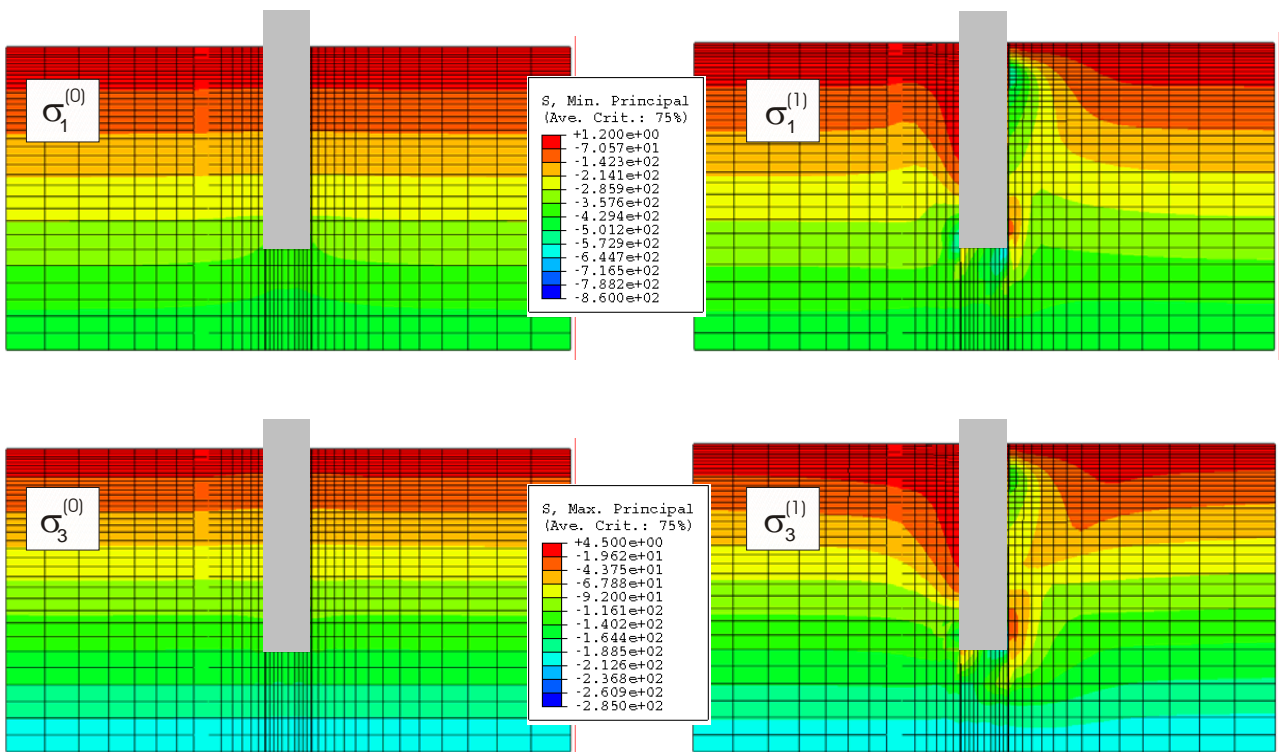 σ₁⁽⁰⁾
S, Min. Principal
(Ave. Crit.: 75%)
+1.200e+00
-7.057e+01
-1.423e+02
-2.141e+02
-2.859e+02
-3.576e+02
-4.294e+02
-5.012e+02
-5.729e+02
-6.447e+02
-7.165e+02
-7.882e+02
-8.600e+02
σ₁⁽¹⁾
σ₃⁽⁰⁾
S, Max. Principal
(Ave. Crit.: 75%)
+4.500e+00
-1.962e+01
-4.375e+01
-6.788e+01
-9.200e+01
-1.161e+02
-1.402e+02
-1.644e+02
-1.885e+02
-2.126e+02
-2.368e+02
-2.609e+02
-2.850e+02
σ₃⁽¹⁾